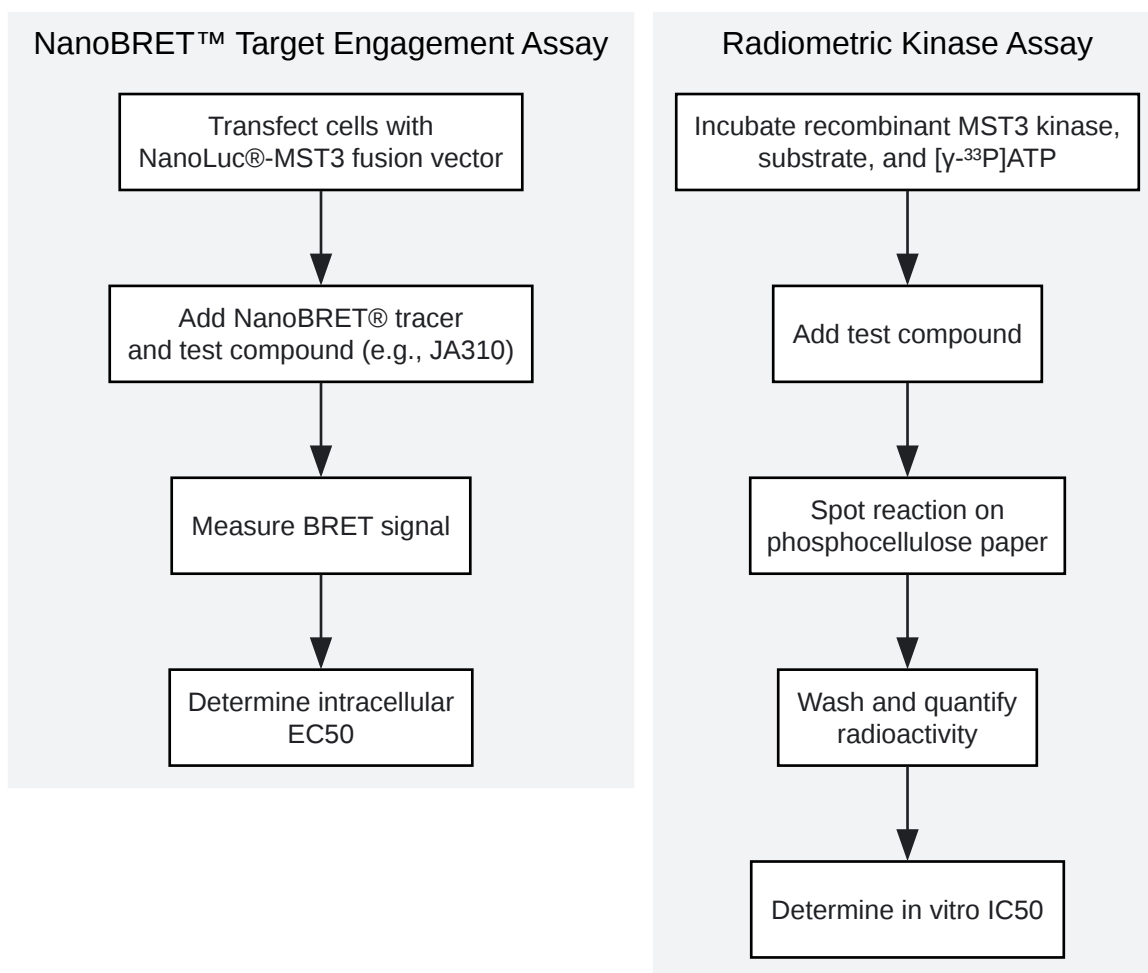 NanoBRET™ Target Engagement Assay
Transfect cells with
NanoLuc®-MST3 fusion vector
Add NanoBRET® tracer
and test compound (e.g., JA310)
Measure BRET signal
Determine intracellular
EC50
Radiometric Kinase Assay
Incubate recombinant MST3 kinase,
substrate, and [γ-³³P]ATP
Add test compound
Spot reaction on
phosphocellulose paper
Wash and quantify
radioactivity
Determine in vitro IC50